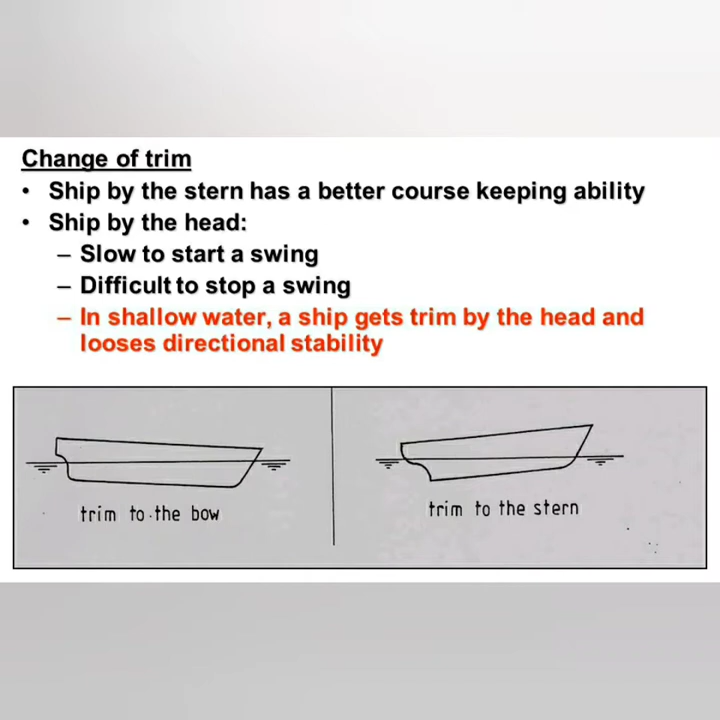 Change of trim
• Ship by the stern has a better course keeping ability
• Ship by the head:
– Slow to start a swing
– Difficult to stop a swing
– In shallow water, a ship gets trim by the head and
looses directional stability
trim to the bow
trim to the stern